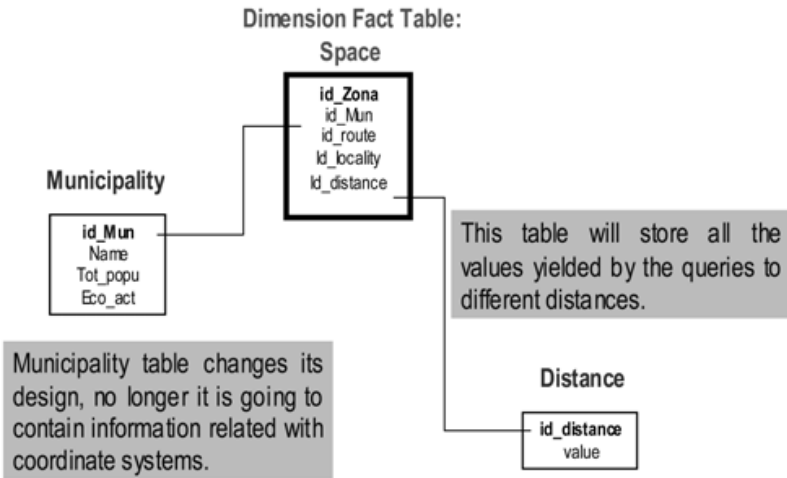 Dimension Fact Table:
Space
id_Zona
id_Mun
id_route
Id_locality
Id_distance
Municipality
id_Mun
Name
Tot_popu
Eco_act
This table will store all the
values yielded by the queries to
different distances.
Municipality table changes its
design, no longer it is going to
contain information related with
coordinate systems.
Distance
id_distance
value